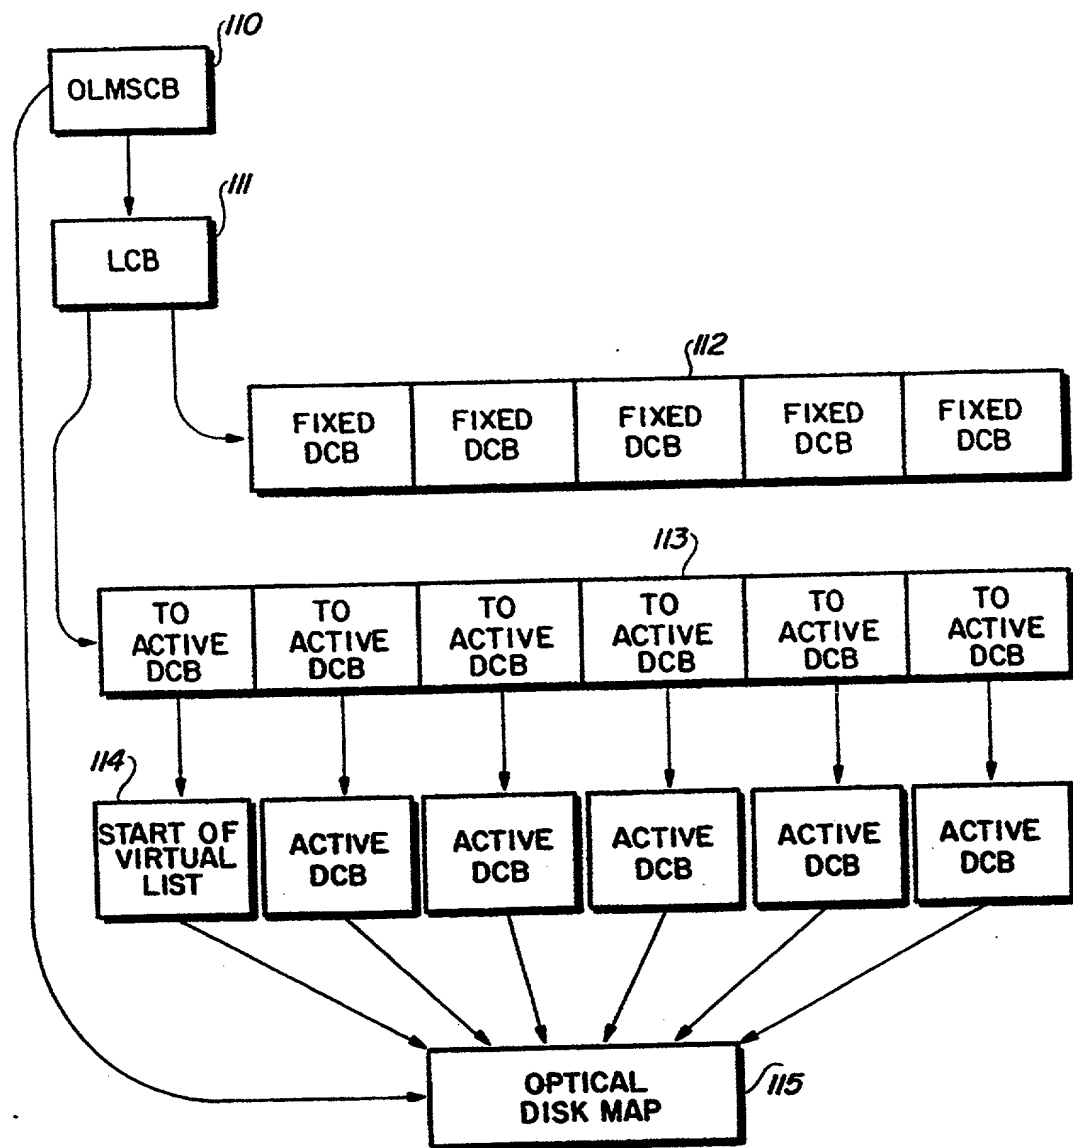 110
OLMSCB
111
LCB
112
FIXED DCB FIXED DCB FIXED DCB FIXED DCB FIXED DCB
113
TO ACTIVE DCB TO ACTIVE DCB TO ACTIVE DCB TO ACTIVE DCB TO ACTIVE DCB TO ACTIVE DCB
114
START OF VIRTUAL LIST ACTIVE DCB ACTIVE DCB ACTIVE DCB ACTIVE DCB ACTIVE DCB
OPTICAL
DISK MAP
115